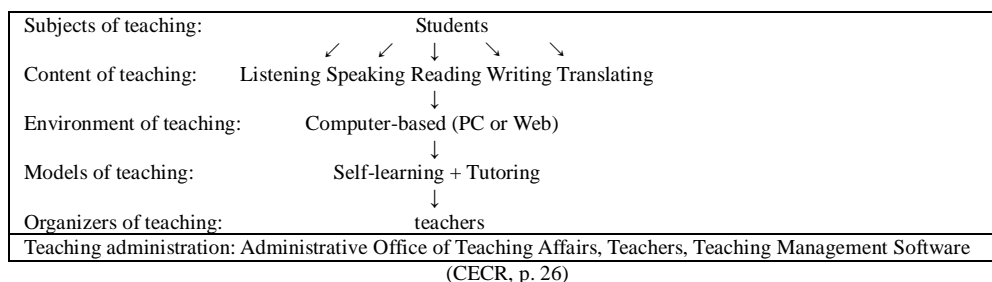 Subjects of teaching: Students
↙ ↙ ↓ ↘ ↘
Content of teaching: Listening Speaking Reading Writing Translating
↓
Environment of teaching: Computer-based (PC or Web)
↓
Models of teaching: Self-learning + Tutoring
↓
Organizers of teaching: teachers
Teaching administration: Administrative Office of Teaching Affairs, Teachers, Teaching Management Software
(CECR, p. 26)